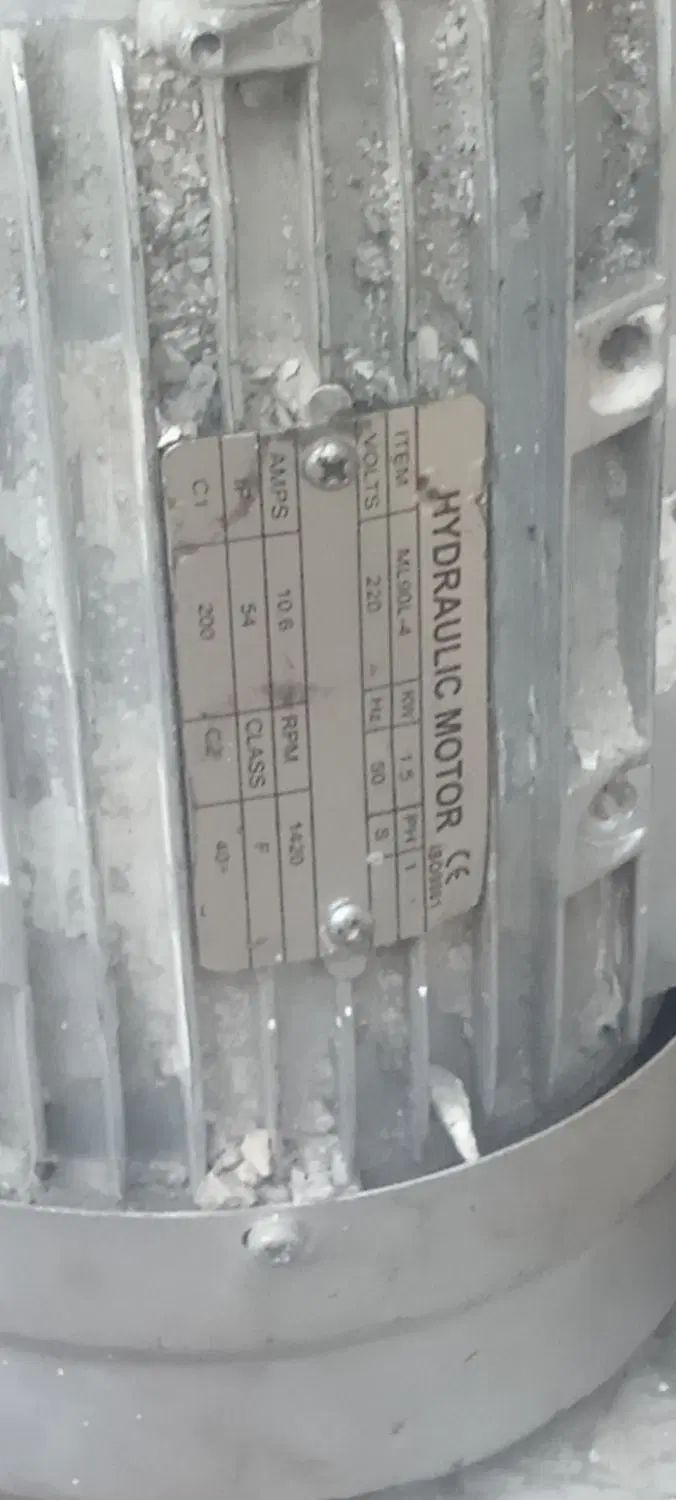 HYDRAULIC MOTOR CE
ITEM ML90L-4 KW 1.5 PH 1
VOLTS 220 Hz 50 S
AMPS 10.6 RPM 1420
IP 54 CLASS F
C1 200 C2